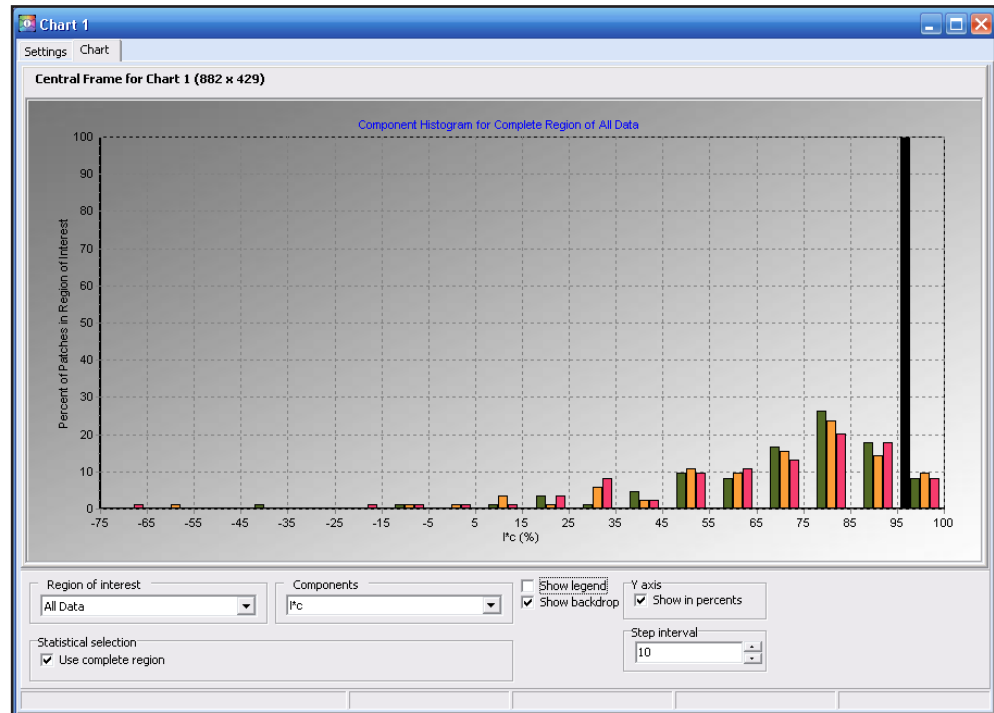 Chart 1
Settings Chart
Central Frame for Chart 1 (882 x 429)
Component Histogram for Complete Region of All Data
Percent of Patches in Region of Interest
100
90
80
70
60
50
40
30
20
10
0
-75 -65 -55 -45 -35 -25 -15 -5 5 15 25 35 45 55 65 75 85 95 100
I*c (%)
Region of interest Components Show legend Y axis
All Data I*c Show backdrop Show in percents
Statistical selection Step interval
Use complete region 10